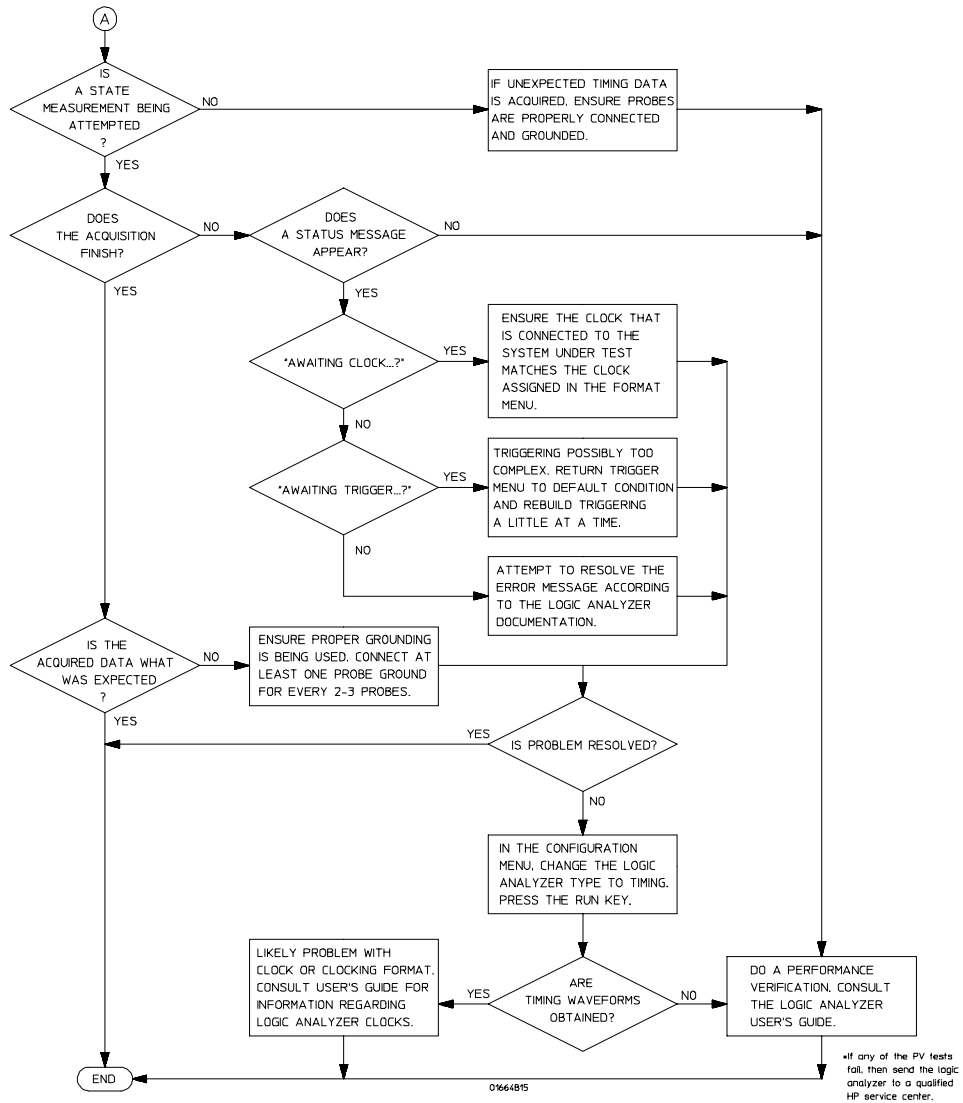 A
IS
A STATE
MEASUREMENT BEING
ATTEMPTED
?
NO
YES
IF UNEXPECTED TIMING DATA
IS ACQUIRED, ENSURE PROBES
ARE PROPERLY CONNECTED
AND GROUNDED.
DOES
THE ACQUISITION
FINISH?
NO
YES
DOES
A STATUS MESSAGE
APPEAR?
NO
YES
"AWAITING CLOCK...?"
YES
NO
ENSURE THE CLOCK THAT
IS CONNECTED TO THE
SYSTEM UNDER TEST
MATCHES THE CLOCK
ASSIGNED IN THE FORMAT
MENU.
"AWAITING TRIGGER...?"
YES
NO
TRIGGERING POSSIBLY TOO
COMPLEX. RETURN TRIGGER
MENU TO DEFAULT CONDITION
AND REBUILD TRIGGERING
A LITTLE AT A TIME.
ATTEMPT TO RESOLVE THE
ERROR MESSAGE ACCORDING
TO THE LOGIC ANALYZER
DOCUMENTATION.
IS THE
ACQUIRED DATA WHAT
WAS EXPECTED
?
NO
YES
ENSURE PROPER GROUNDING
IS BEING USED. CONNECT AT
LEAST ONE PROBE GROUND
FOR EVERY 2-3 PROBES.
IS PROBLEM RESOLVED?
YES
NO
IN THE CONFIGURATION
MENU, CHANGE THE LOGIC
ANALYZER TYPE TO TIMING.
PRESS THE RUN KEY.
LIKELY PROBLEM WITH
CLOCK OR CLOCKING FORMAT.
CONSULT USER'S GUIDE FOR
INFORMATION REGARDING
LOGIC ANALYZER CLOCKS.
YES
ARE
TIMING WAVEFORMS
OBTAINED?
NO
DO A PERFORMANCE
VERIFICATION. CONSULT
THE LOGIC ANALYZER
USER'S GUIDE.
END
01664B15
*If any of the PV tests
fail, then send the logic
analyzer to a qualified
HP service center.